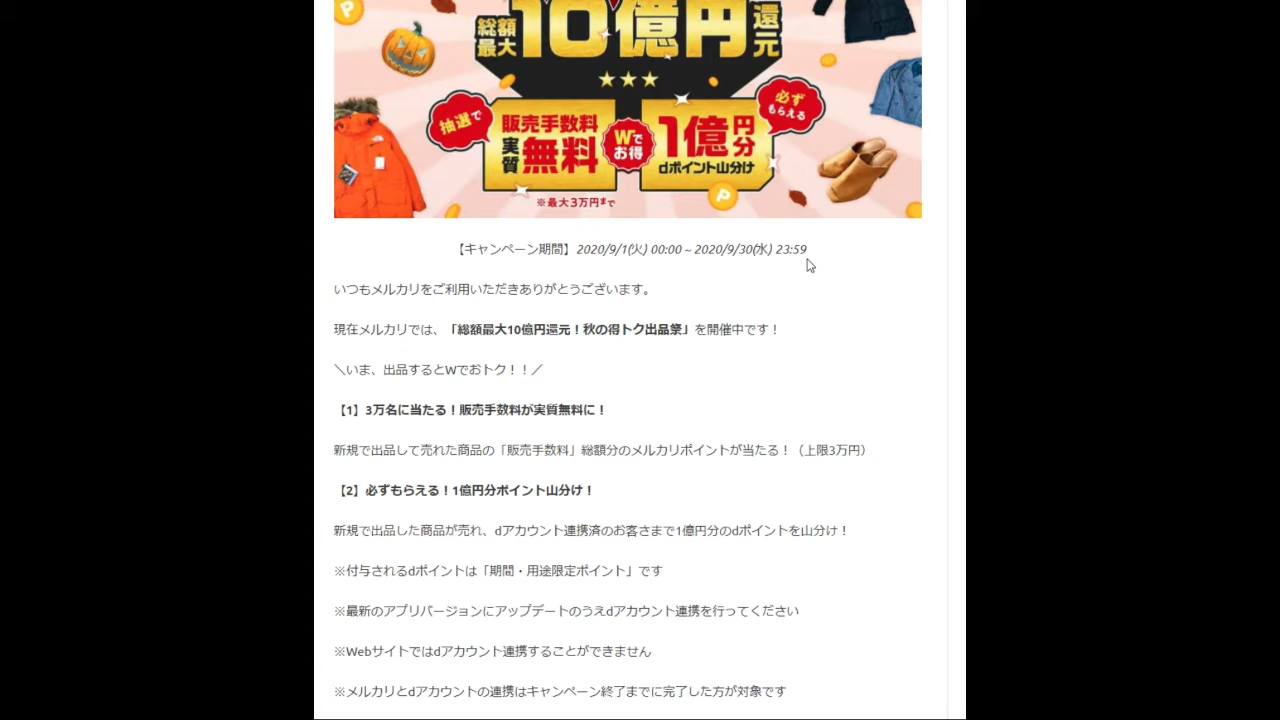 総額最大10億円還元
抽選で
販売手数料
実質無料
※最大3万円まで
Wでお得
必ずもらえる
1億円分
dポイント山分け
【キャンペーン期間】2020/9/1(火) 00:00 ~ 2020/9/30(水) 23:59
いつもメルカリをご利用いただきありがとうございます。
現在メルカリでは、「総額最大10億円還元！秋の得トク出品祭」を開催中です！
＼いま、出品するとWでおトク！！／
【1】3万名に当たる！販売手数料が実質無料に！
新規で出品して売れた商品の「販売手数料」総額分のメルカリポイントが当たる！（上限3万円）
【2】必ずもらえる！1億円分ポイント山分け！
新規で出品した商品が売れ、dアカウント連携済のお客さまで1億円分のdポイントを山分け！
※付与されるdポイントは「期間・用途限定ポイント」です
※最新のアプリバージョンにアップデートのうえdアカウント連携を行ってください
※Webサイトではdアカウント連携することができません
※メルカリとdアカウントの連携はキャンペーン終了までに完了した方が対象です